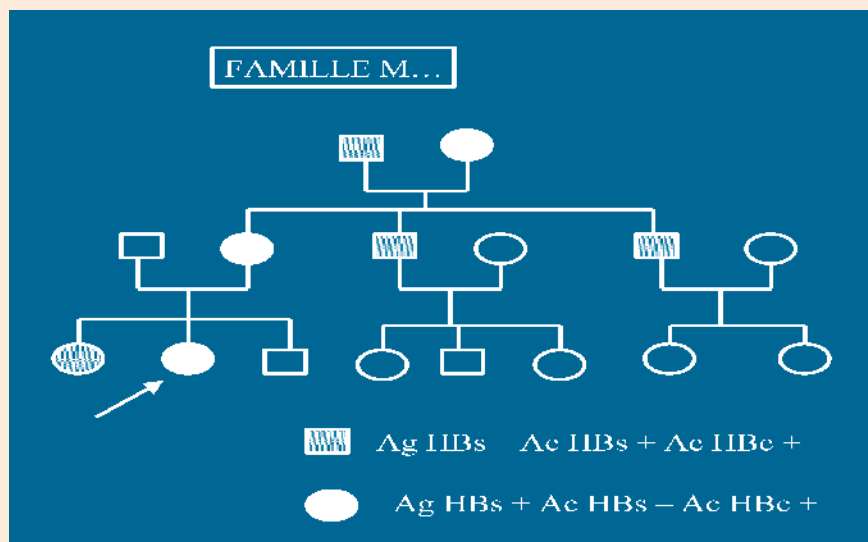 FAMILLE M...
Ag HBs Ac HBs + Ac HBc +
Ag HBs + Ac HBs – Ac HBc +